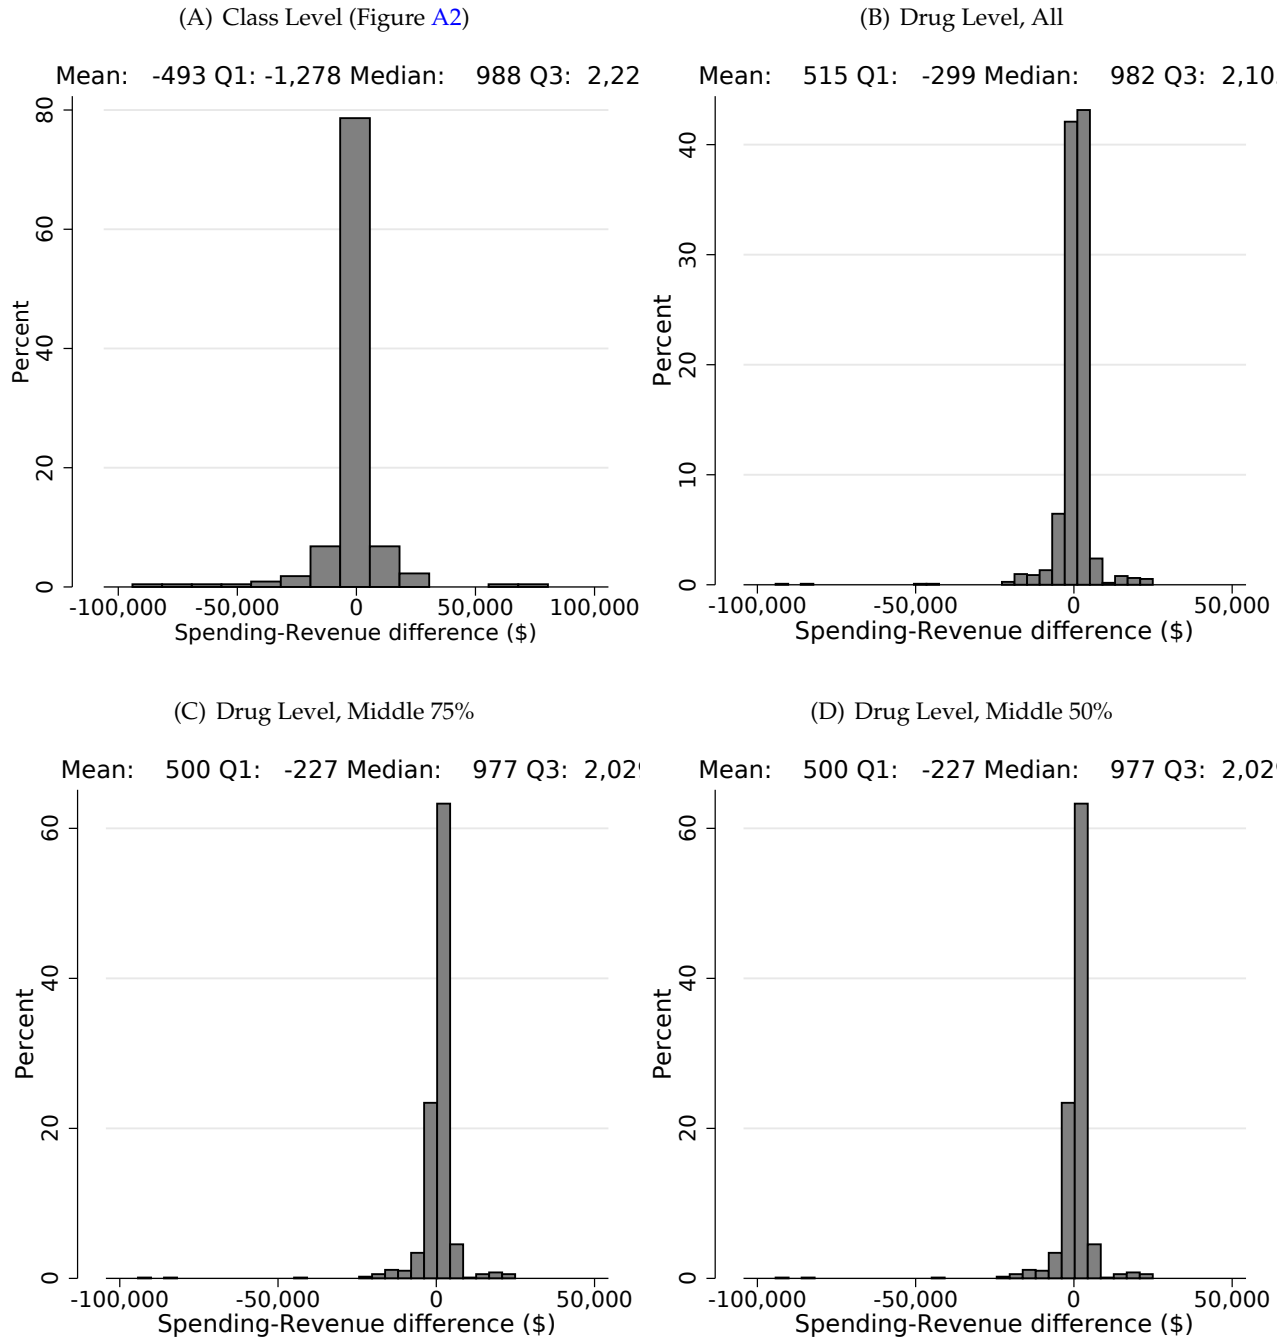 (A) Class Level (Figure A2)
Mean: -493 Q1: -1,278 Median: 988 Q3: 2,22
80
60
40
20
0
Percent
-100,000 -50,000 0 50,000 100,000
Spending-Revenue difference ($)
(B) Drug Level, All
Mean: 515 Q1: -299 Median: 982 Q3: 2,10
40
30
20
10
0
Percent
-100,000 -50,000 0 50,000
Spending-Revenue difference ($)
(C) Drug Level, Middle 75%
Mean: 500 Q1: -227 Median: 977 Q3: 2,029
60
40
20
0
Percent
-100,000 -50,000 0 50,000
Spending-Revenue difference ($)
(D) Drug Level, Middle 50%
Mean: 500 Q1: -227 Median: 977 Q3: 2,029
60
40
20
0
Percent
-100,000 -50,000 0 50,000
Spending-Revenue difference ($)